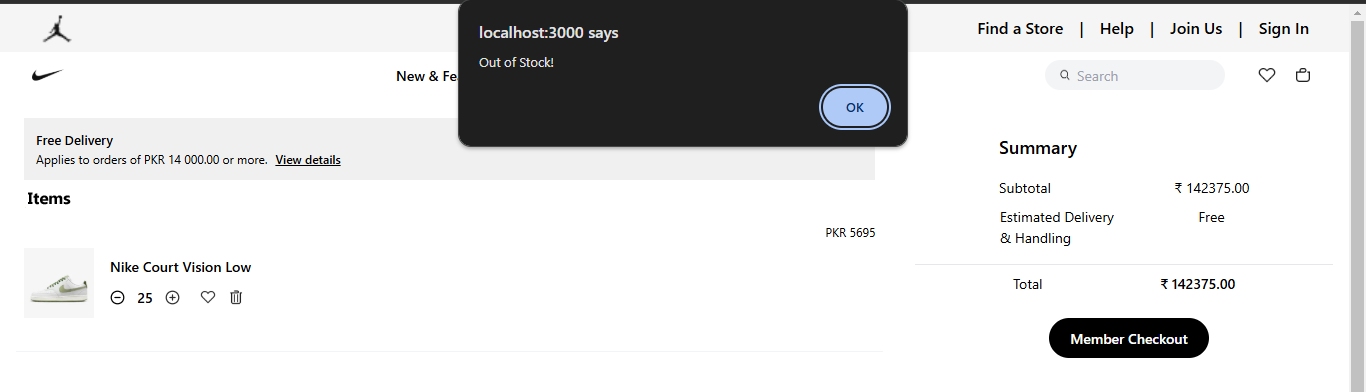 localhost:3000 says
Out of Stock!
OK
Find a Store | Help | Join Us | Sign In
New & Fea
Search
Free Delivery
Applies to orders of PKR 14 000.00 or more. View details
Items
PKR 5695
Nike Court Vision Low
25
Summary
Subtotal ₹ 142375.00
Estimated Delivery Free
& Handling
Total ₹ 142375.00
Member Checkout